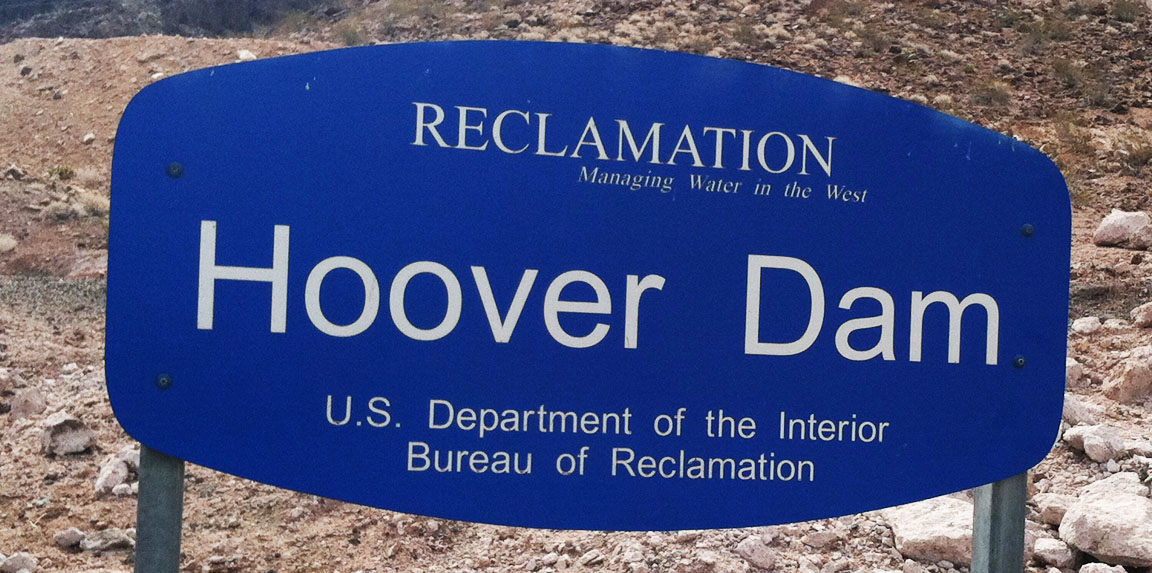 RECLAMATION
Managing Water in the West
Hoover Dam
U.S. Department of the Interior
Bureau of Reclamation